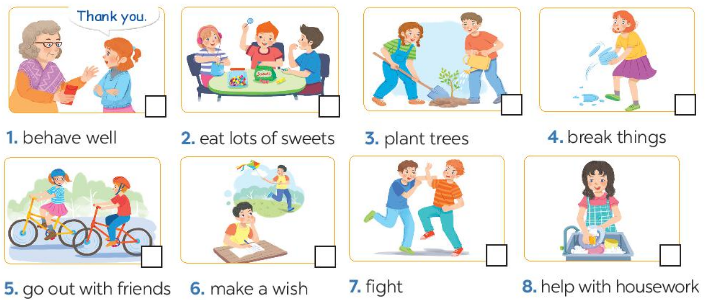 Thank you.
1. behave well
2. eat lots of sweets
3. plant trees
4. break things
5. go out with friends
6. make a wish
7. fight
8. help with housework